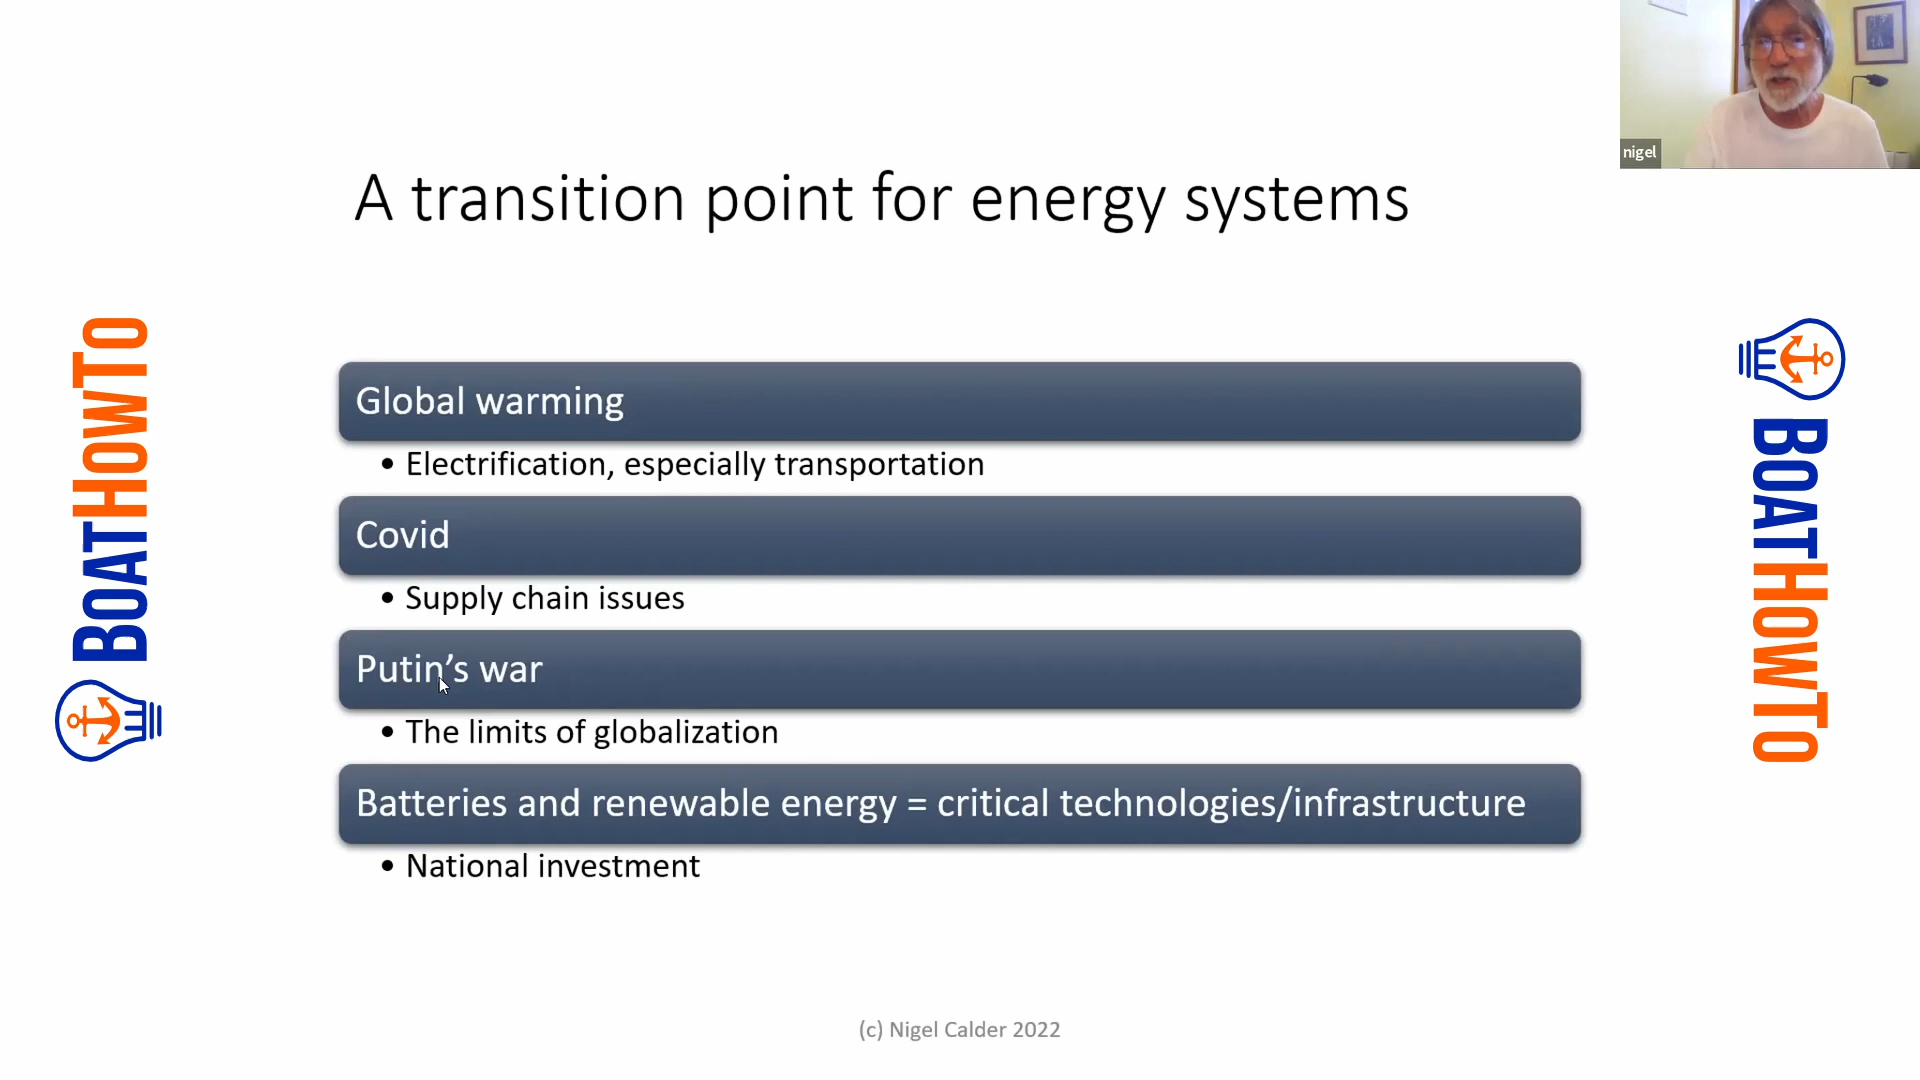 nigel
A transition point for energy systems
Global warming
• Electrification, especially transportation
Covid
• Supply chain issues
Putin’s war
• The limits of globalization
Batteries and renewable energy = critical technologies/infrastructure
• National investment
BOATHOWTO
BOATHOWTO
(c) Nigel Calder 2022